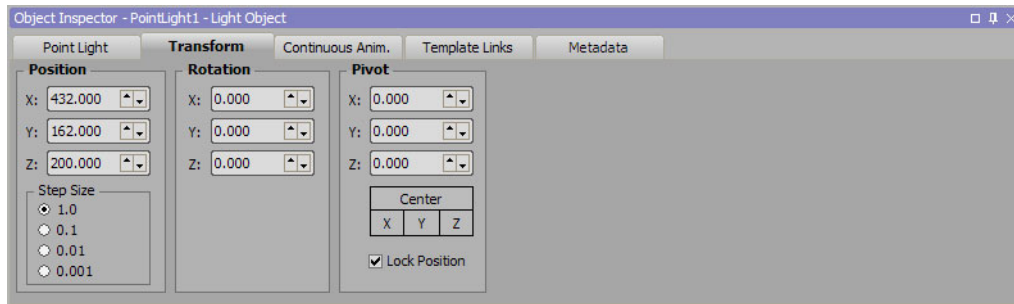 Object Inspector - PointLight1 - Light Object
Point Light Transform Continuous Anim. Template Links Metadata
Position Rotation Pivot
X: 432.000 X: 0.000 X: 0.000
Y: 162.000 Y: 0.000 Y: 0.000
Z: 200.000 Z: 0.000 Z: 0.000
Step Size
1.0
0.1
0.01
0.001
Center
X Y Z
Lock Position